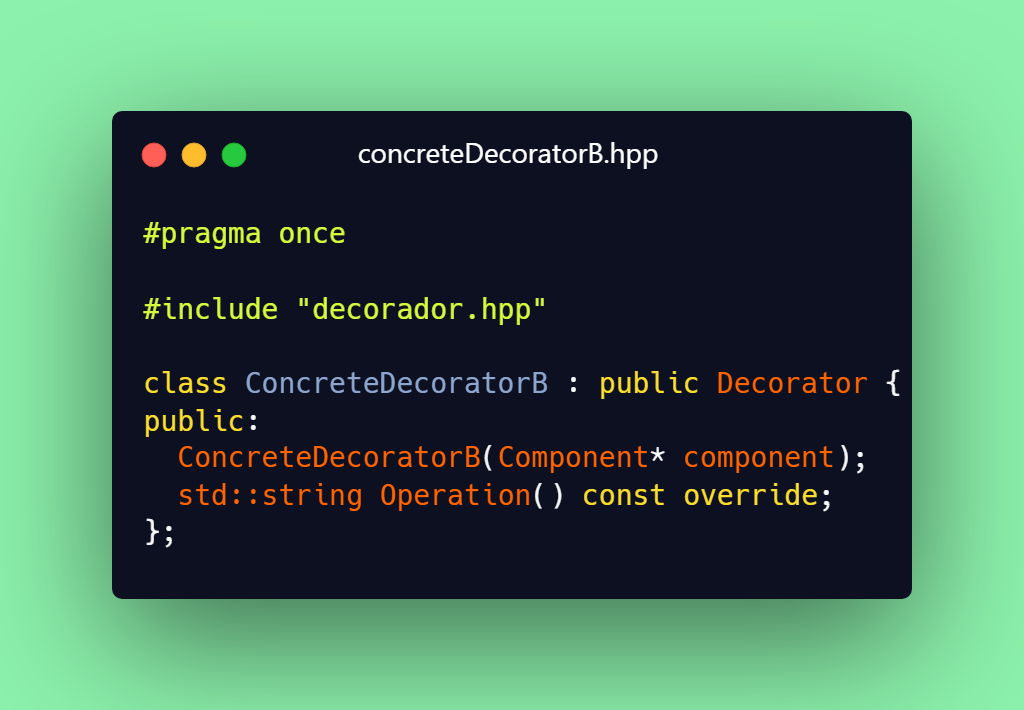 concreteDecoratorB.hpp
#pragma once
#include "decorador.hpp"
class ConcreteDecoratorB : public Decorator {
public:
  ConcreteDecoratorB(Component* component);
  std::string Operation() const override;
};